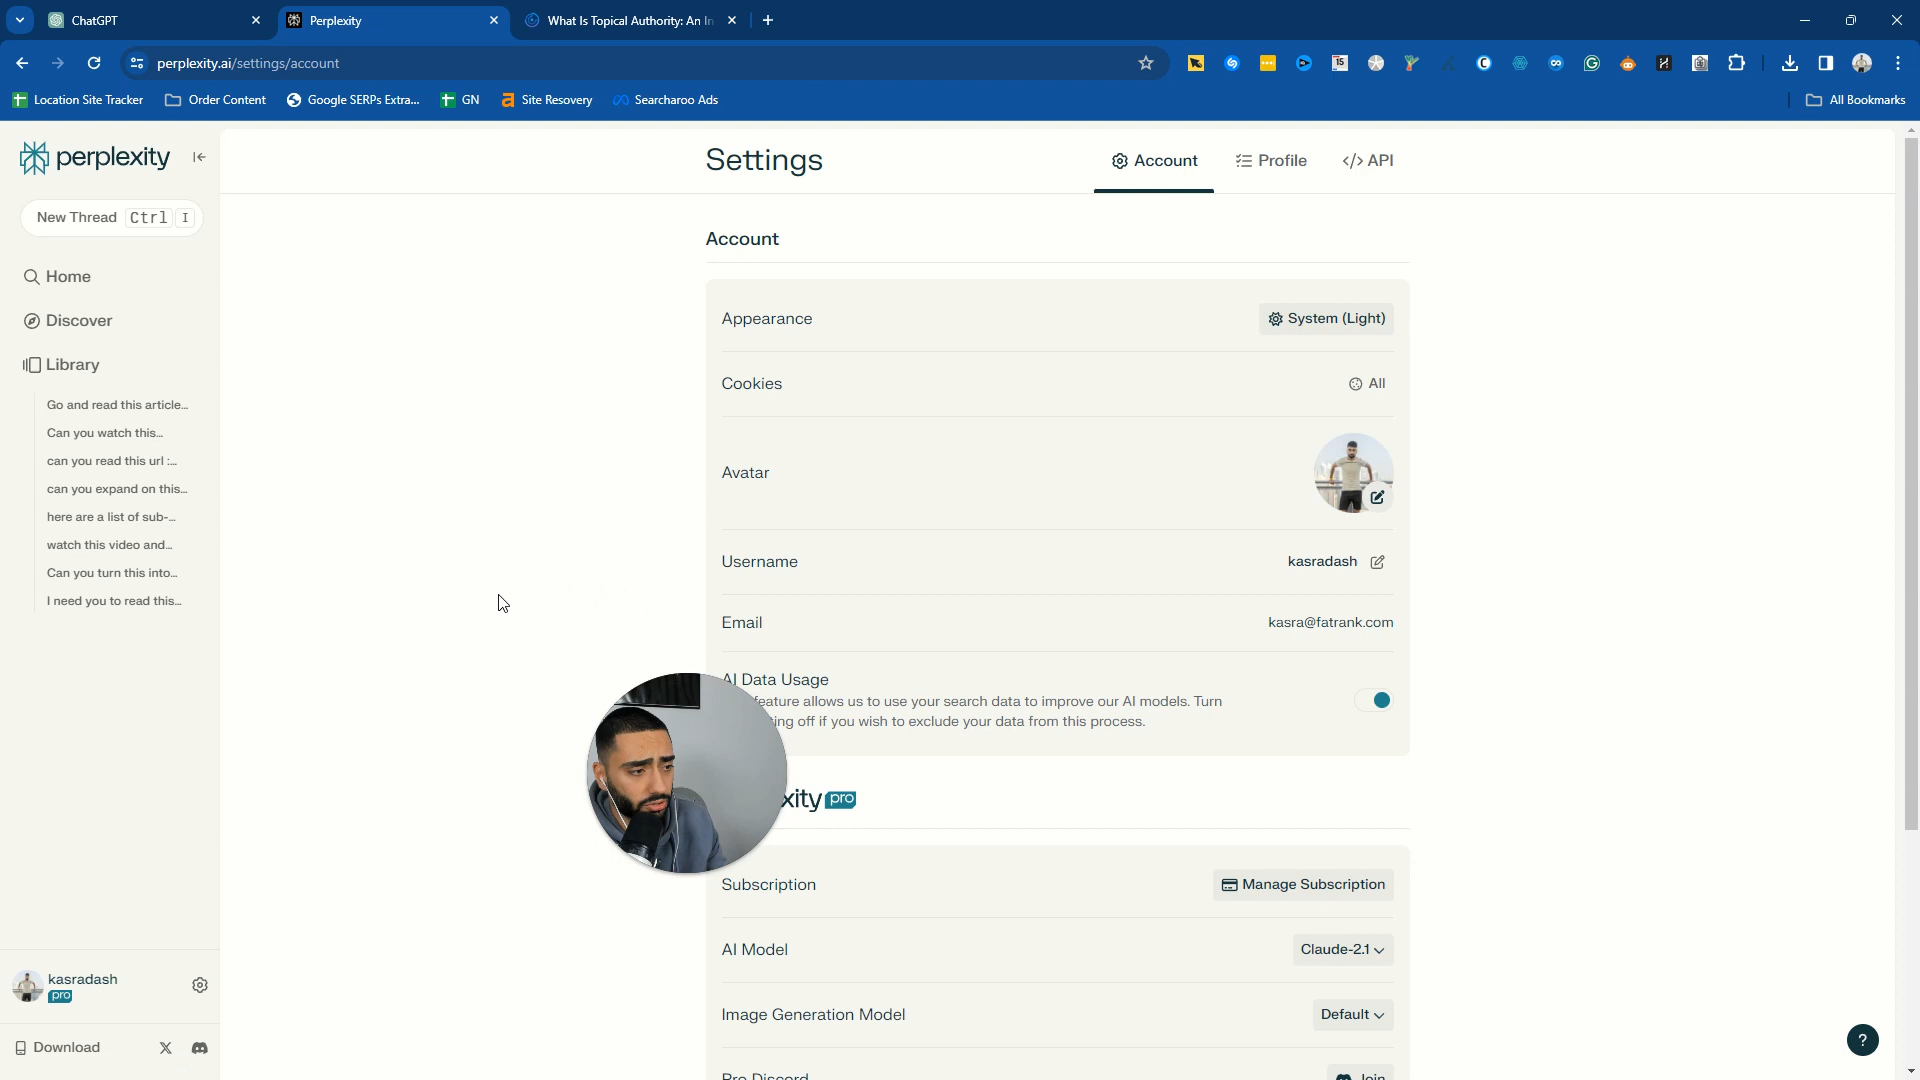 ChatGPT
Perplexity
What Is Topical Authority: An In
perplexity.ai/settings/account
15
Location Site Tracker
Order Content
Google SERPs Extra...
GN
Site Recovery
Searcharoo Ads
All Bookmarks
perplexity
New Thread Ctrl I
Home
Discover
Library
Go and read this article...
Can you watch this...
can you read this url :...
can you expand on this...
here are a list of sub-...
watch this video and...
Can you turn this into...
I need you to read this...
kasradash
pro
Download
Settings
Account
Profile
</> API
Account
Appearance
System (Light)
Cookies
All
Avatar
Username
kasradash
Email
kasra@fatrank.com
AI Data Usage
feature allows us to use your search data to improve our AI models. Turn
ing off if you wish to exclude your data from this process.
xity pro
Subscription
Manage Subscription
AI Model
Claude-2.1
Image Generation Model
Default
Pro Discord
Join
?